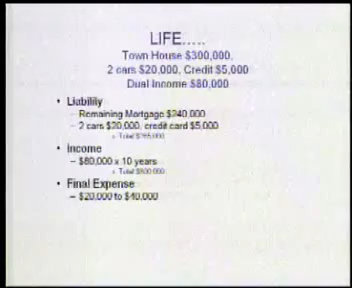 LIFE.....
Town House $300,000,
2 cars $20,000, Credit $5,000
Dual Income $80,000
• Liability
– Remaining Mortgage $240,000
– 2 cars $20,000, credit card $5,000
• Total $265,000
• Income
– $80,000 x 10 years
• Total $800,000
• Final Expense
– $20,000 to $40,000